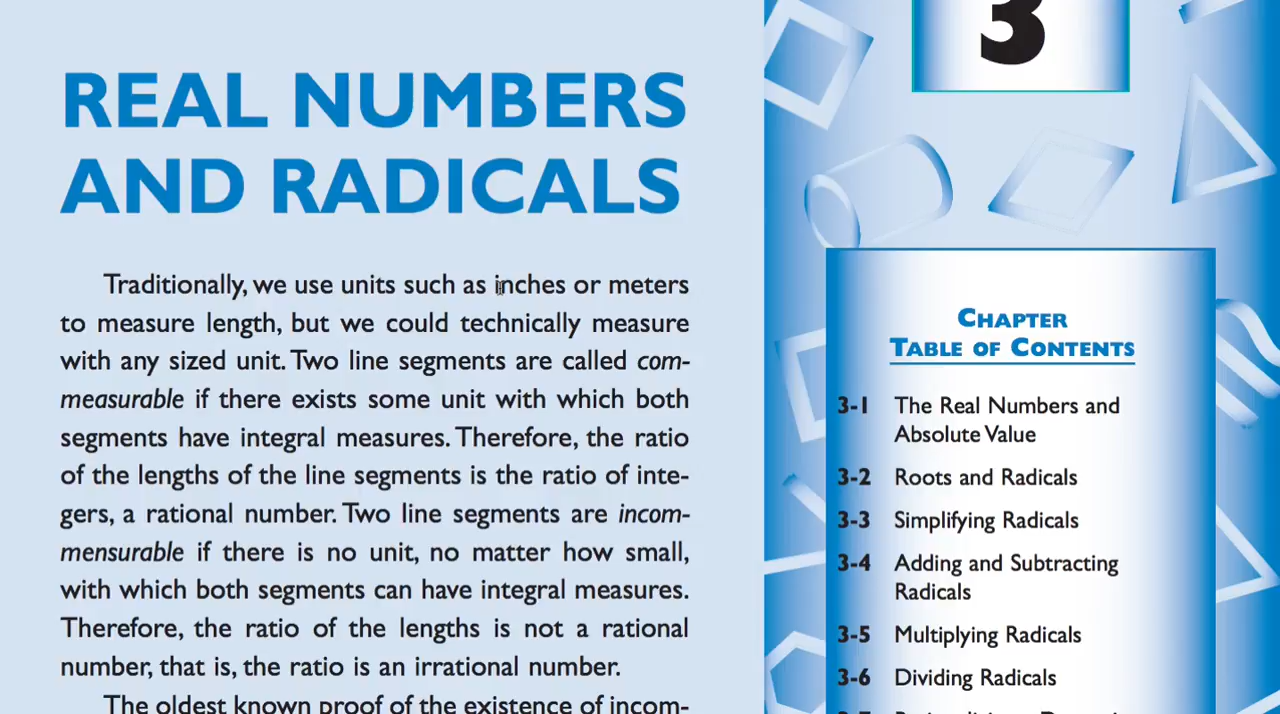 REAL NUMBERS
AND RADICALS
Traditionally, we use units such as inches or meters
to measure length, but we could technically measure
with any sized unit. Two line segments are called com-
measurable if there exists some unit with which both
segments have integral measures. Therefore, the ratio
of the lengths of the line segments is the ratio of inte-
gers, a rational number. Two line segments are incom-
mensurable if there is no unit, no matter how small,
with which both segments can have integral measures.
Therefore, the ratio of the lengths is not a rational
number, that is, the ratio is an irrational number.
The oldest known proof of the existence of incom-
3
CHAPTER
TABLE OF CONTENTS
3-1 The Real Numbers and
Absolute Value
3-2 Roots and Radicals
3-3 Simplifying Radicals
3-4 Adding and Subtracting
Radicals
3-5 Multiplying Radicals
3-6 Dividing Radicals